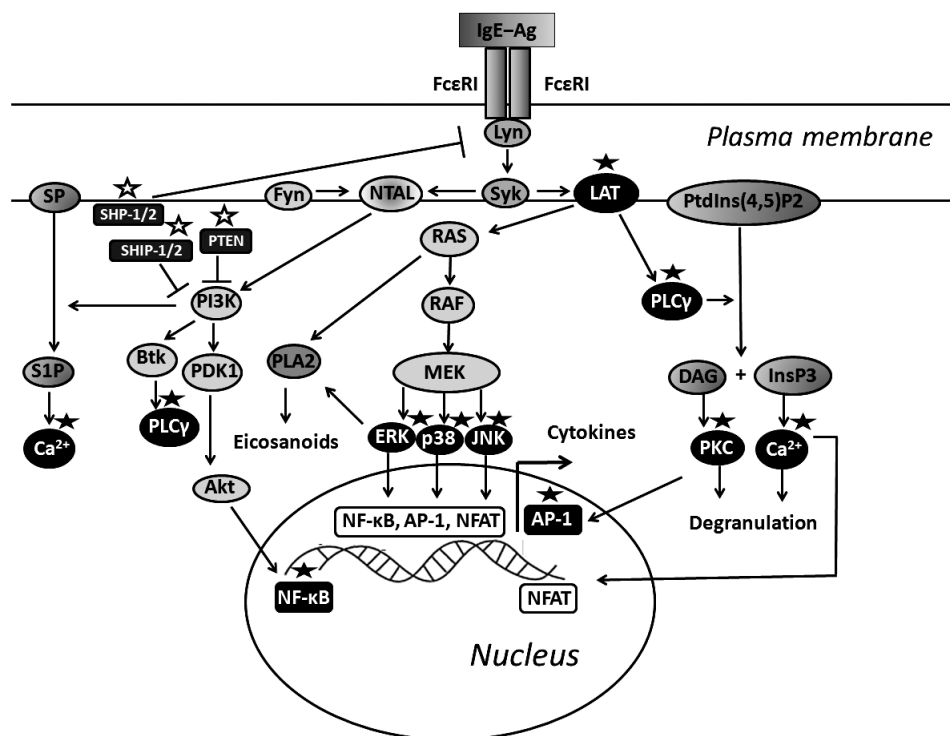 IgE–Ag
FcεRI
FcεRI
Lyn
Plasma membrane
SP
SHP-1/2
SHIP-1/2
PTEN
Fyn
NTAL
Syk
LAT
PtdIns(4,5)P2
RAS
PI3K
RAF
PLCγ
S1P
Btk
PDK1
PLA2
MEK
DAG
+
InsP3
Ca²⁺
PLCγ
Eicosanoids
ERK
p38
JNK
Cytokines
PKC
Ca²⁺
Akt
NF-κB, AP-1, NFAT
AP-1
Degranulation
NF-κB
NFAT
Nucleus